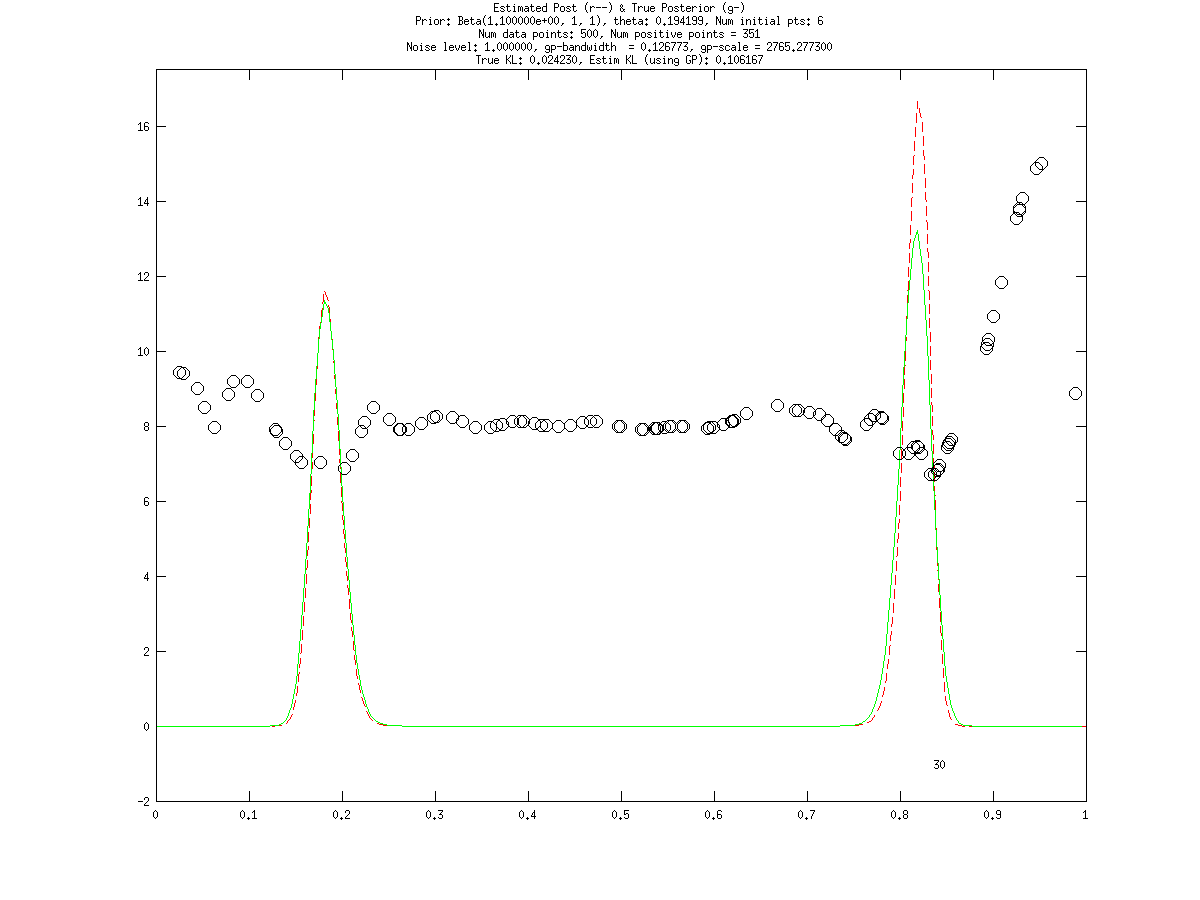 Estimated Post (r--) & True Posterior (g-)
Prior: Beta(1.100000e+00, 1, 1), theta: 0.194199, Num initial pts: 6
Num data points: 500, Num positive points = 351
Noise level: 1.000000, gp-bandwidth  = 0.126773, gp-scale = 2765.277300
True KL: 0.024230, Estim KL (using GP): 0.106167
16
14
12
10
8
6
4
2
0
30
-2
0 0.1 0.2 0.3 0.4 0.5 0.6 0.7 0.8 0.9 1